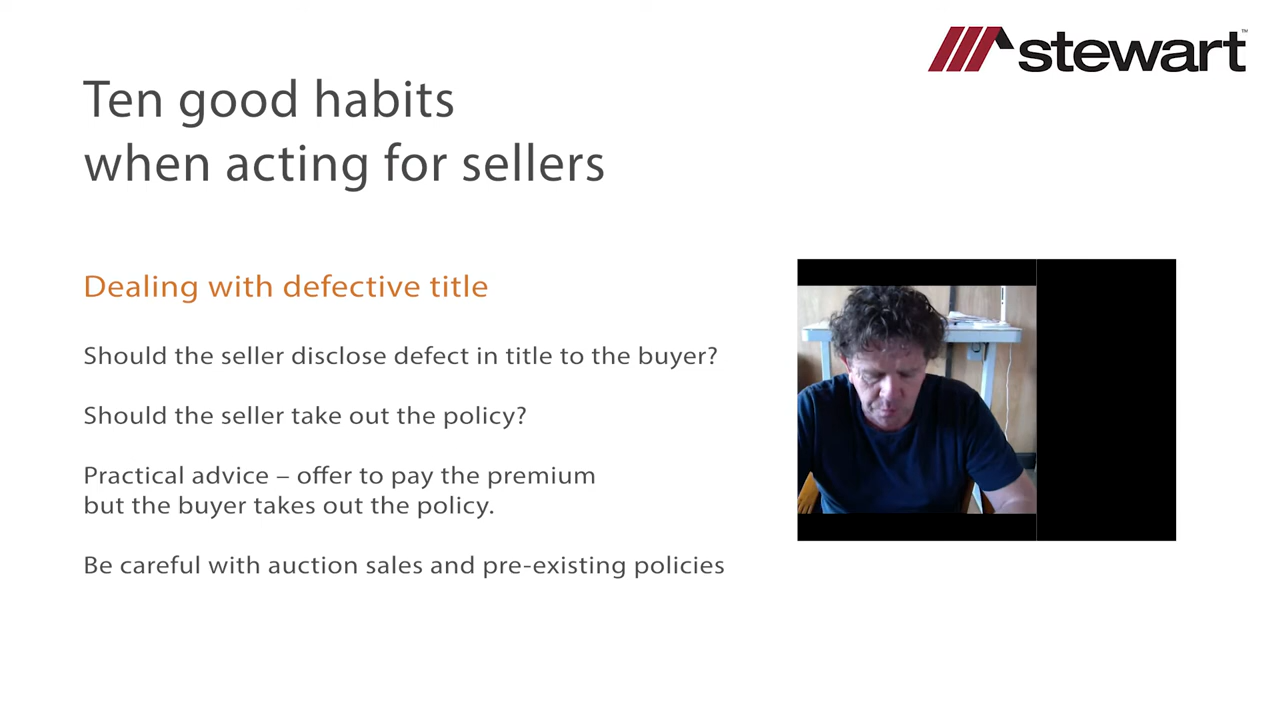 stewart™
Ten good habits
when acting for sellers
Dealing with defective title
Should the seller disclose defect in title to the buyer?
Should the seller take out the policy?
Practical advice – offer to pay the premium
but the buyer takes out the policy.
Be careful with auction sales and pre-existing policies